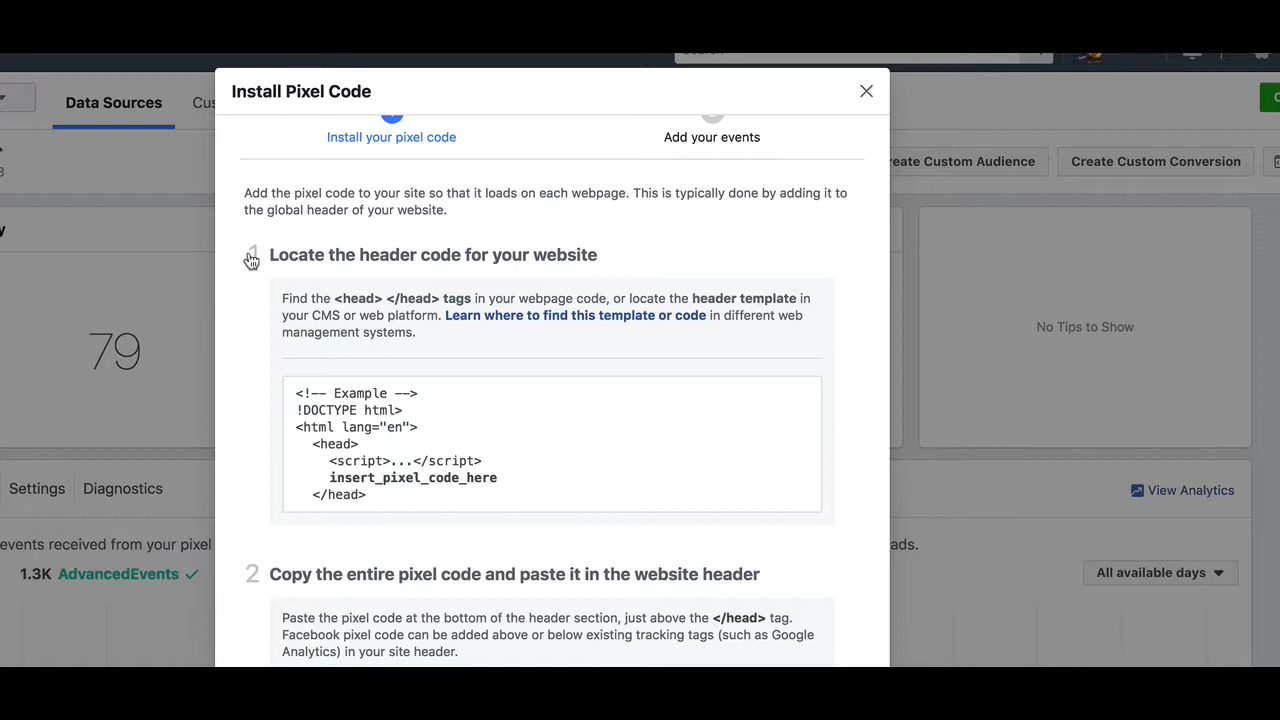 Install Pixel Code
Data Sources
Cus
Install your pixel code
Add your events
reate Custom Audience
Create Custom Conversion
Add the pixel code to your site so that it loads on each webpage. This is typically done by adding it to
the global header of your website.
1 Locate the header code for your website
Find the <head> </head> tags in your webpage code, or locate the header template in
your CMS or web platform. Learn where to find this template or code in different web
management systems.
79
No Tips to Show
<!-- Example -->
!DOCTYPE html>
<html lang="en">
<head>
<script>...</script>
insert_pixel_code_here
</head>
Settings
Diagnostics
View Analytics
events received from your pixel
ads.
1.3K AdvancedEvents ✓
All available days
2 Copy the entire pixel code and paste it in the website header
Paste the pixel code at the bottom of the header section, just above the </head> tag.
Facebook pixel code can be added above or below existing tracking tags (such as Google
Analytics) in your site header.